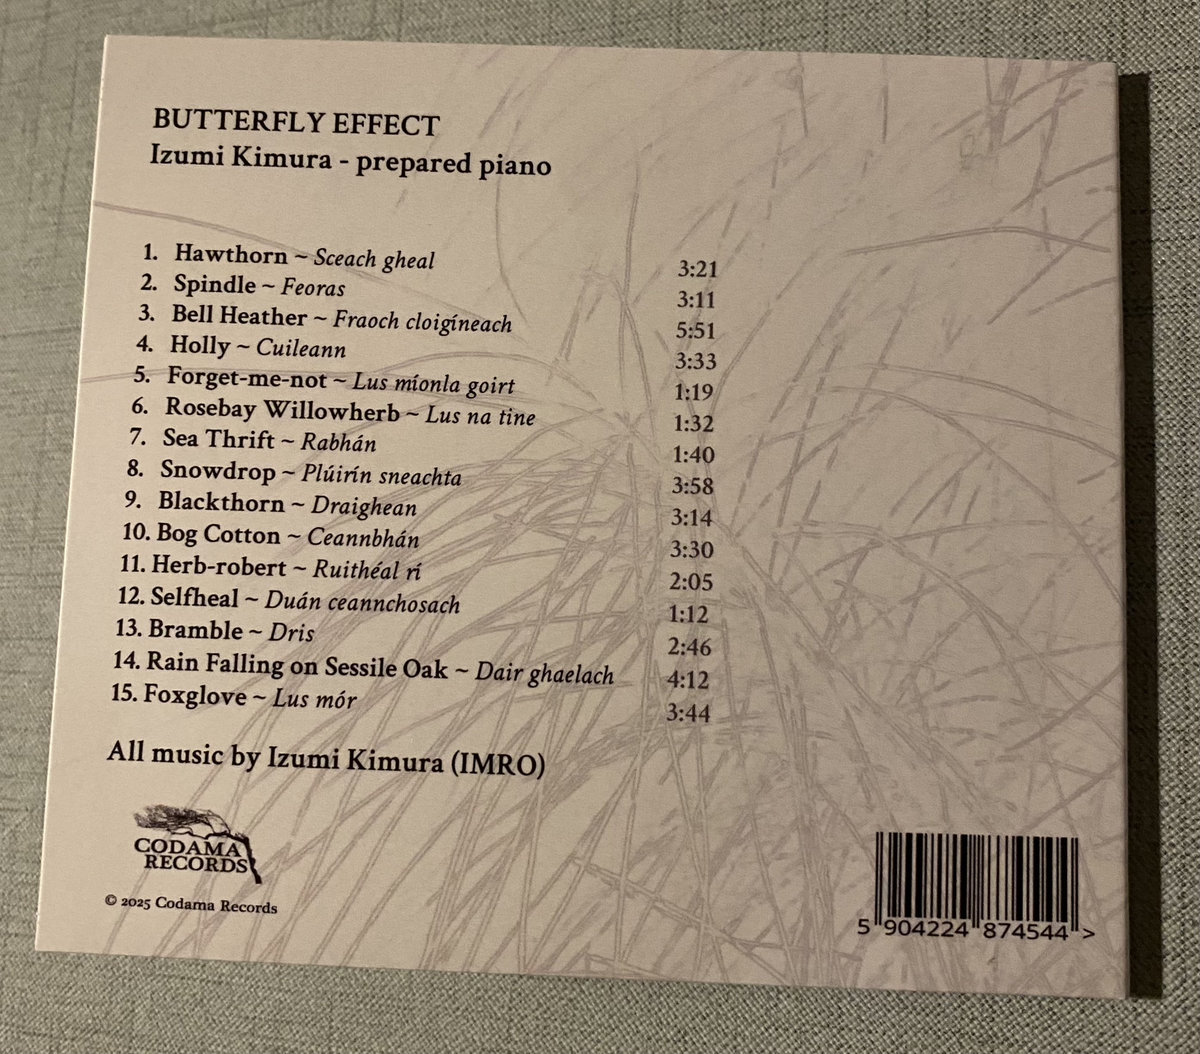 BUTTERFLY EFFECT
Izumi Kimura - prepared piano
1. Hawthorn ~ Sceach gheal 3:21
2. Spindle ~ Feoras 3:11
3. Bell Heather ~ Fraoch cloigíneach 5:51
4. Holly ~ Cuileann 3:33
5. Forget-me-not ~ Lus míonla goirt 1:19
6. Rosebay Willowherb ~ Lus na tine 1:32
7. Sea Thrift ~ Rabhán 1:40
8. Snowdrop ~ Plúirín sneachta 3:58
9. Blackthorn ~ Draighean 3:14
10. Bog Cotton ~ Ceannbhán 3:30
11. Herb-robert ~ Ruithéal rí 2:05
12. Selfheal ~ Duán ceannchosach 1:12
13. Bramble ~ Dris 2:46
14. Rain Falling on Sessile Oak ~ Dair ghaelach 4:12
15. Foxglove ~ Lus mór 3:44
All music by Izumi Kimura (IMRO)
CODAMA
RECORDS
© 2025 Codama Records
5 904224 874544 >